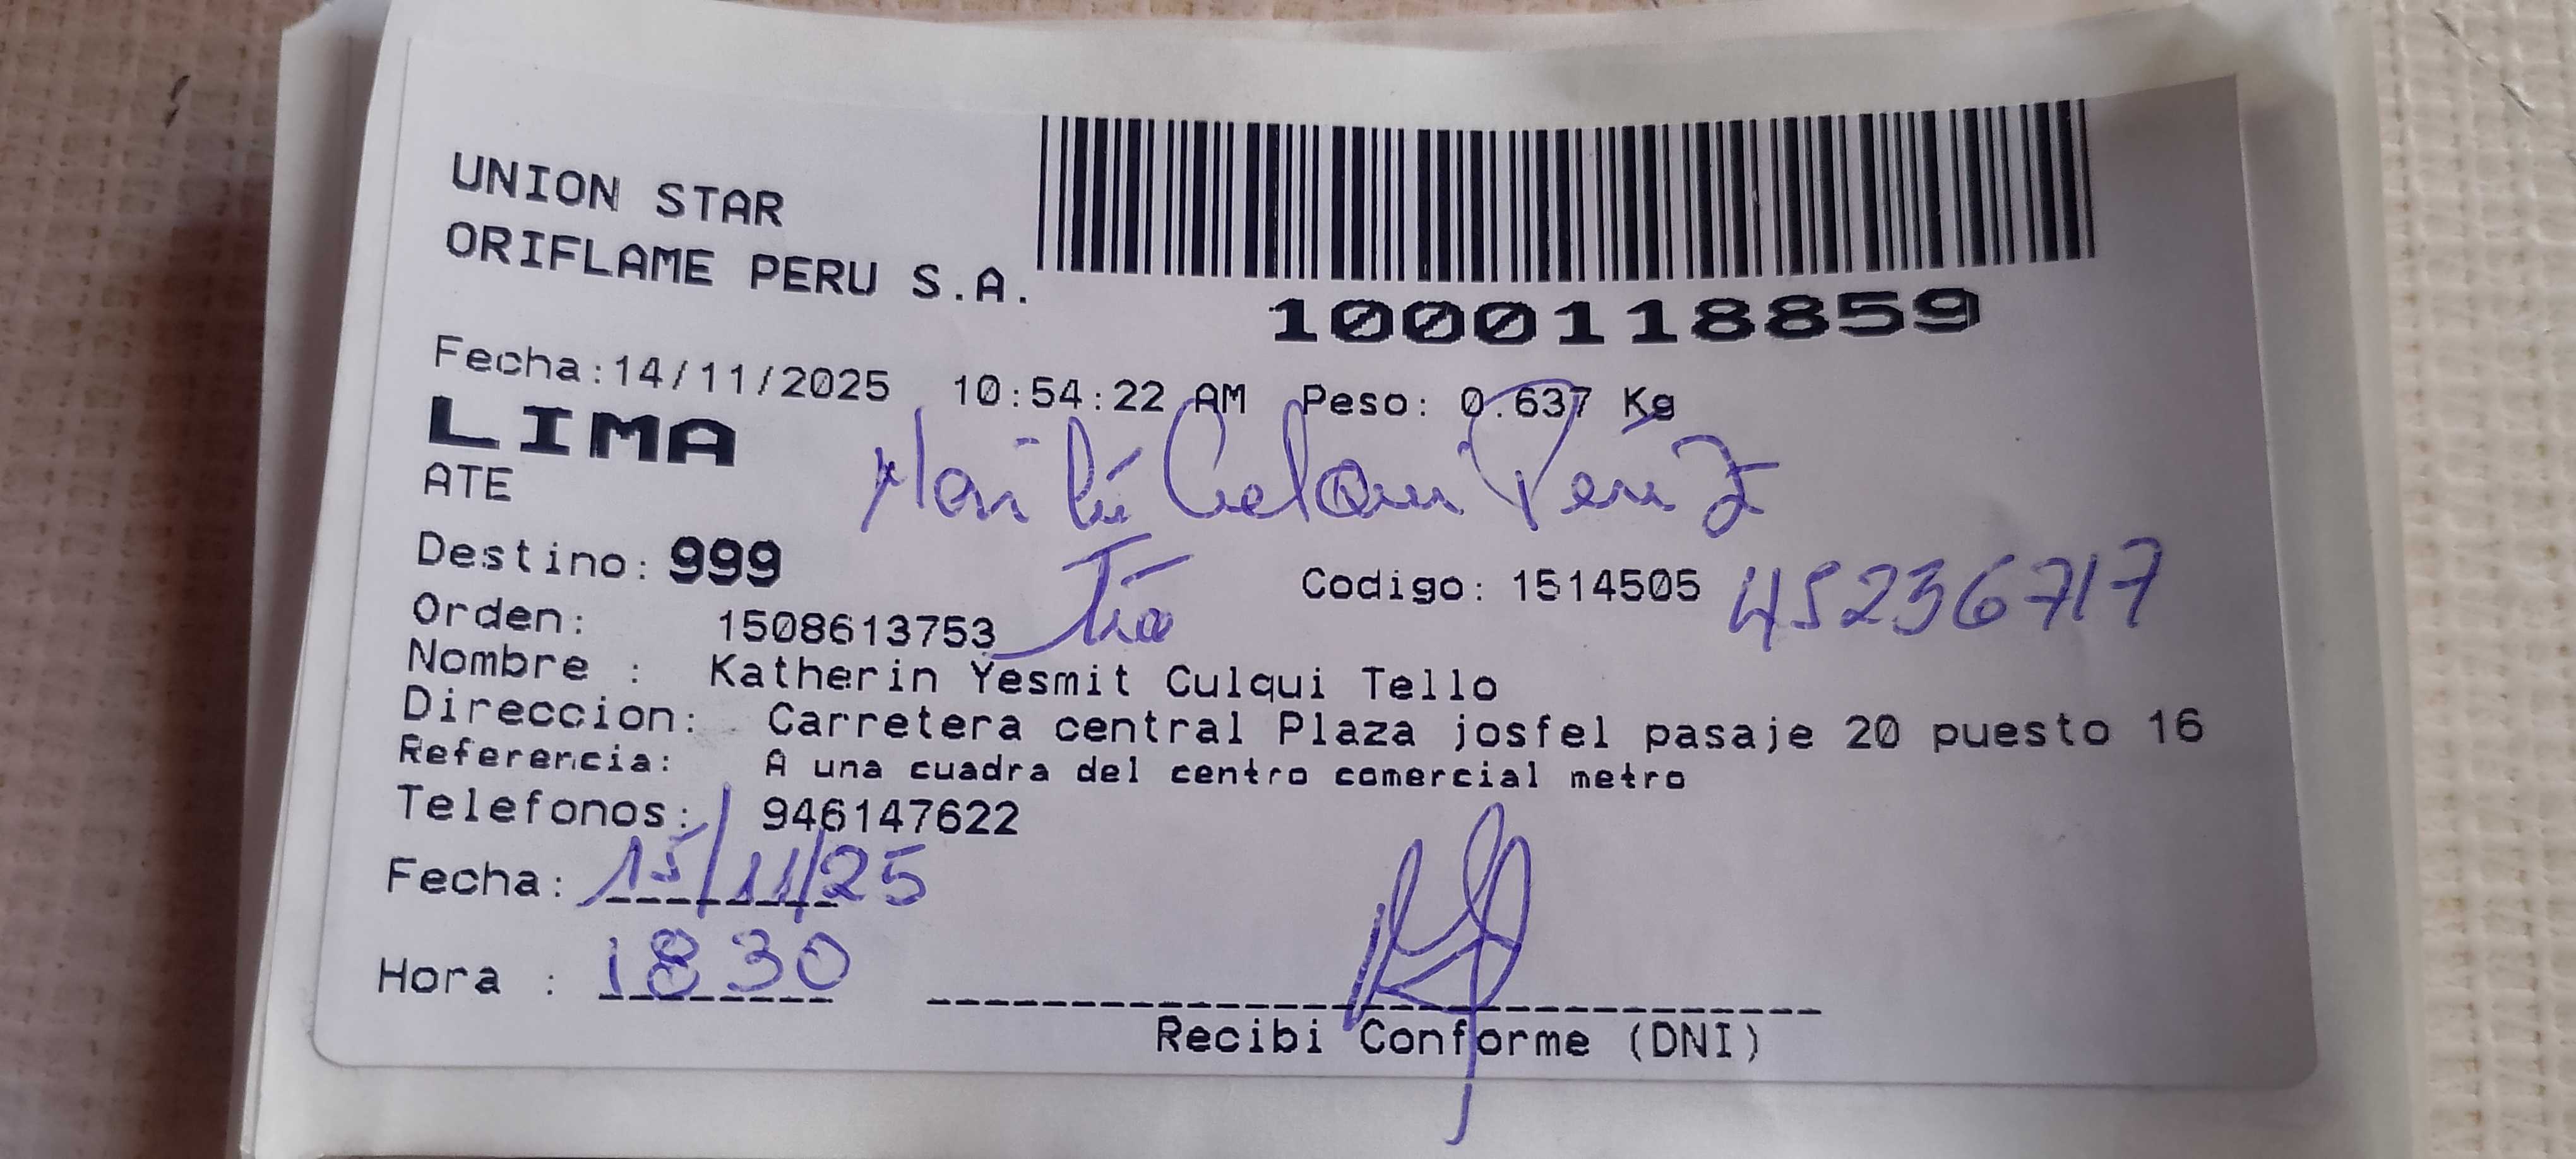 UNION STAR
ORIFLAME PERU S.A.
1000118859
Fecha:14/11/2025 10:54:22 AM Peso: 0.637 Kg
LIMA
ATE
Perez
Destino: 999
Tia
Codigo: 1514505 45236717
Orden: 1508613753
Nombre : Katherin Yesmit Culqui Tello
Direccion: Carretera central Plaza josfel pasaje 20 puesto 16
Referencia: A una cuadra del centro comercial metro
Telefonos: 946147622
Fecha: 15/11/25
Hora : 1830
Recibi Conforme (DNI)